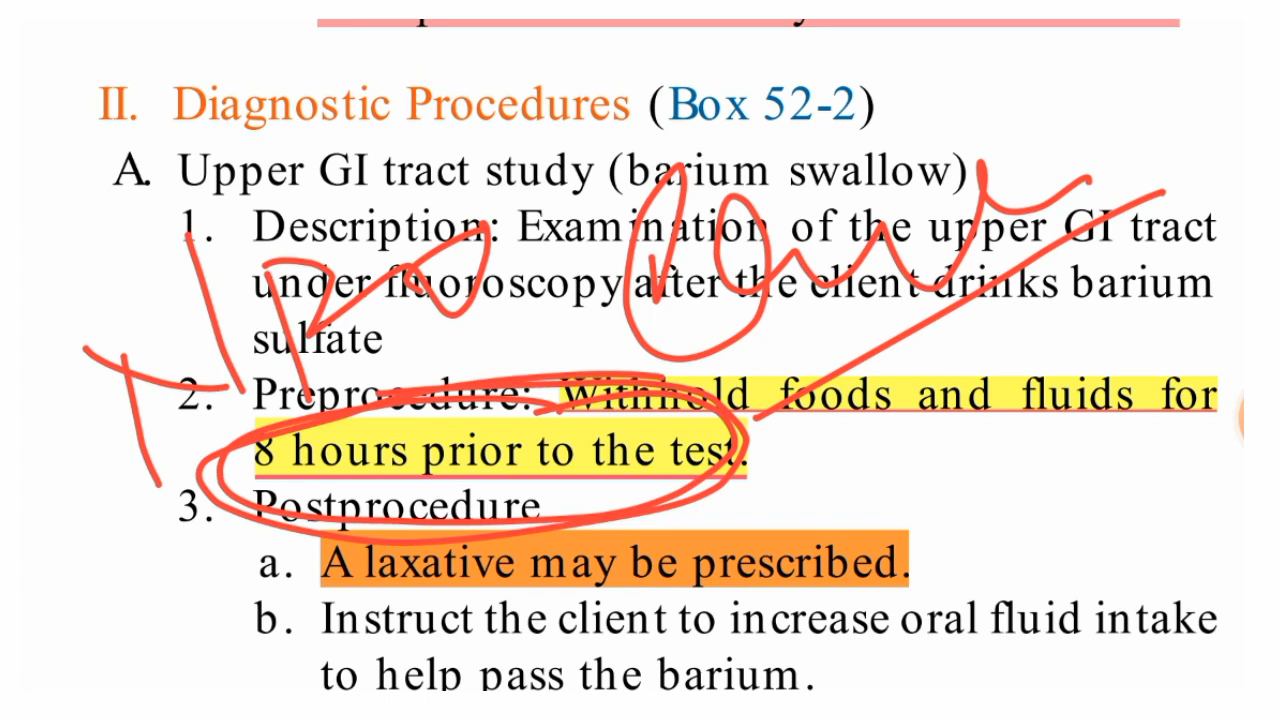 II. Diagnostic Procedures (Box 52-2)
A. Upper GI tract study (barium swallow)
1. Description: Examination of the upper GI tract
under fluoroscopy after the client drinks barium
sulfate
2. Preprocedure: Withhold foods and fluids for
8 hours prior to the test.
3. Postprocedure
a. A laxative may be prescribed.
b. Instruct the client to increase oral fluid intake
to help pass the barium.